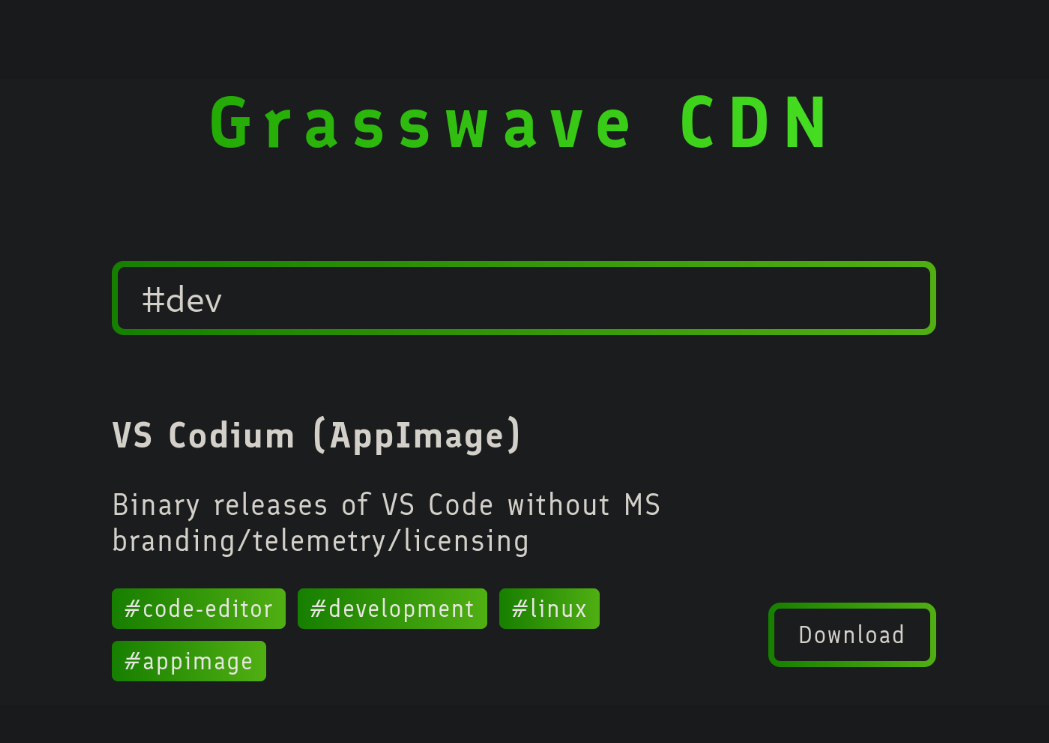 Grasswave CDN
#dev
VS Codium (AppImage)
Binary releases of VS Code without MS
branding/telemetry/licensing
#code-editor #development #linux
#appimage
Download